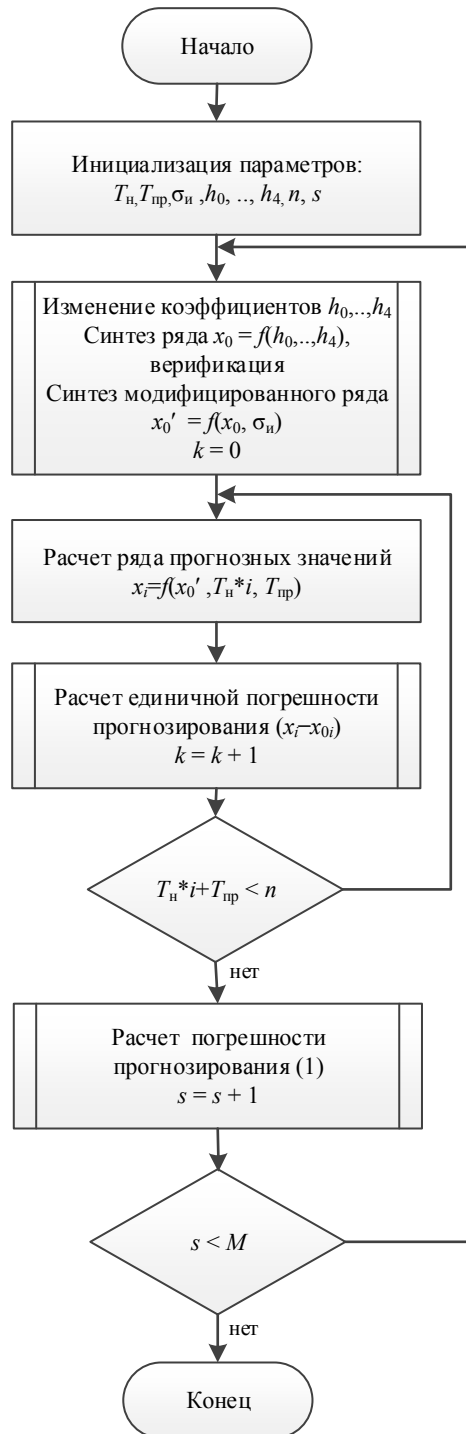 Начало
Инициализация параметров:
Tн,Tпр,σи ,h0, .., h4, n, s
Изменение коэффициентов h0,..,h4
Синтез ряда x0 = f(h0,..,h4),
верификация
Синтез модифицированного ряда
x0′ = f(x0, σи)
k = 0
Расчет ряда прогнозных значений
xi=f(x0′ ,Tн*i, Tпр)
Расчет единичной погрешности
прогнозирования (xi−x0i)
k = k + 1
Tн*i+Tпр < n
нет
Расчет погрешности
прогнозирования (1)
s = s + 1
s < M
нет
Конец